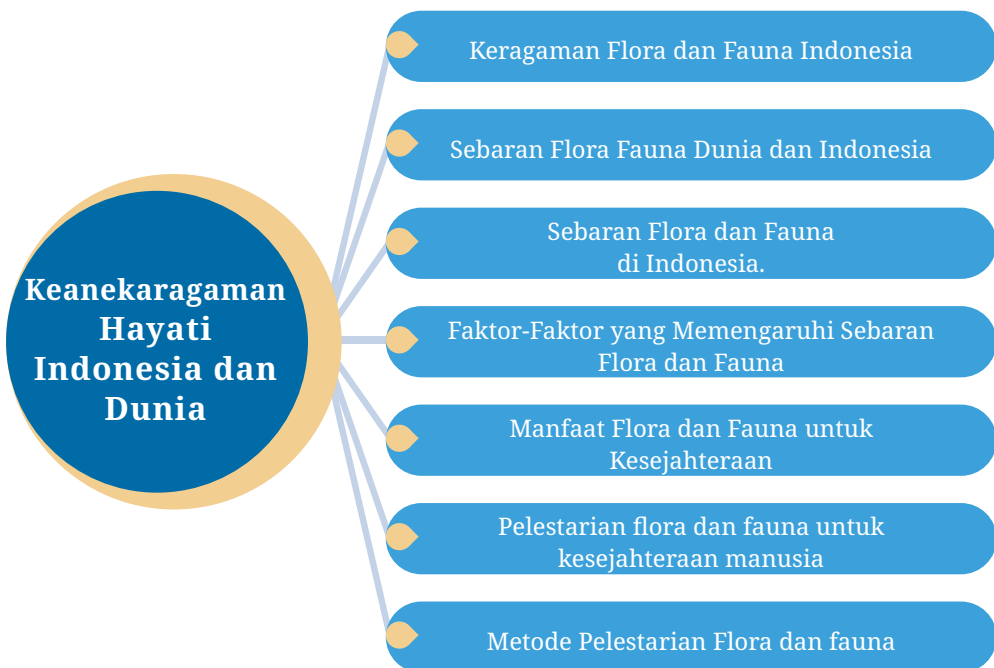 Keanekaragaman
Hayati
Indonesia dan
Dunia
Keragaman Flora dan Fauna Indonesia
Sebaran Flora Fauna Dunia dan Indonesia
Sebaran Flora dan Fauna
di Indonesia.
Faktor-Faktor yang Memengaruhi Sebaran
Flora dan Fauna
Manfaat Flora dan Fauna untuk
Kesejahteraan
Pelestarian flora dan fauna untuk
kesejahteraan manusia
Metode Pelestarian Flora dan fauna